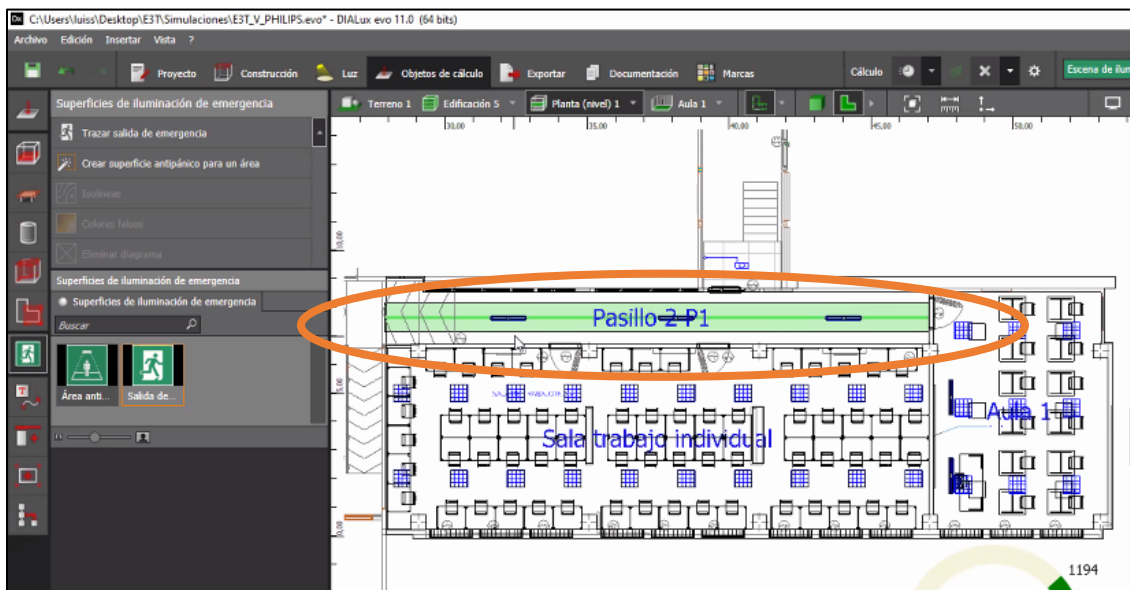 C:\Users\luiss\Desktop\E3T\Simulaciones\E3T_V_PHILIPS.evo* - DIALux evo 11.0 (64 bits)
Archivo Edición Insertar Vista ?
Proyecto Construcción Luz Objetos de cálculo Exportar Documentación Marcas Cálculo Escena de ilun
Superficies de iluminación de emergencia
Terreno 1 Edificación 5 Planta (nivel) 1 Aula 1
Trazar salida de emergencia
30,00 35,00 40,00 45,00 50,00
Crear superficie antipánico para un área
Isolíneas
Colores falsos
Eliminar diagrama
Superficies de iluminación de emergencia
Superficies de iluminación de emergencia
Buscar
Área anti... Salida de...
Pasillo 2 P1
Aula 1
Sala trabajo individual
1194